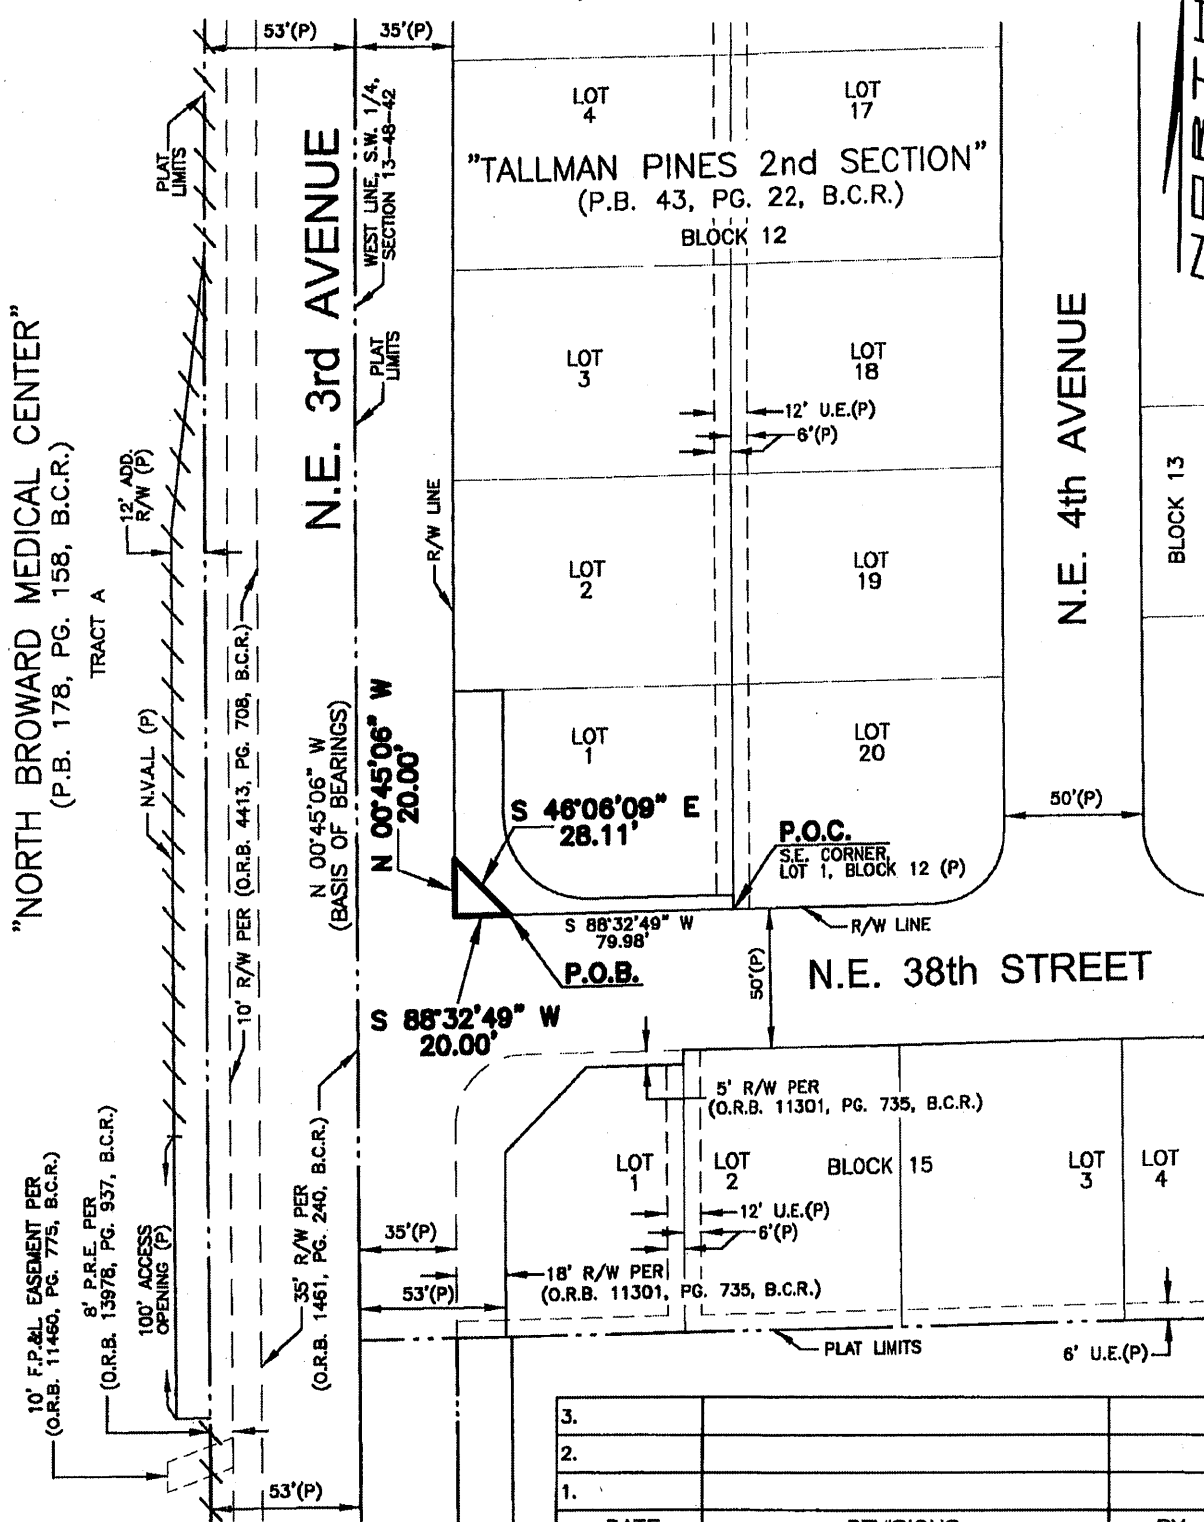 53'(P)
35'(P)
PLAT
LIMITS
N.E. 3rd AVENUE
WEST LINE, S.W. 1/4,
SECTION 13-48-42
PLAT
LIMITS
LOT
4
LOT
17
"TALLMAN PINES 2nd SECTION"
(P.B. 43, PG. 22, B.C.R.)
BLOCK 12
LOT
3
LOT
18
12' U.E.(P)
6'(P)
N.E. 4th AVENUE
BLOCK 13
"NORTH BROWARD MEDICAL CENTER"
(P.B. 178, PG. 158, B.C.R.)
TRACT A
12' ADD.
R/W (P)
R/W LINE
LOT
2
LOT
19
N.V.A.L. (P)
10' R/W PER (O.R.B. 4413, PG. 708, B.C.R.)
N 00°45'06" W
(BASIS OF BEARINGS)
N 00°45'06" W
20.00'
LOT
1
LOT
20
S 46°06'09" E
28.11'
50'(P)
P.O.C.
S.E. CORNER,
LOT 1, BLOCK 12 (P)
S 88°32'49" W
79.98'
R/W LINE
P.O.B.
50'(P)
N.E. 38th STREET
S 88°32'49" W
20.00'
5' R/W PER
(O.R.B. 11301, PG. 735, B.C.R.)
LOT
1
LOT
2
BLOCK 15
LOT
3
LOT
4
12' U.E.(P)
6'(P)
10' F.P.&L. EASEMENT PER
(O.R.B. 11460, PG. 775, B.C.R.)
8' P.R.E. PER
(O.R.B. 13978, PG. 937, B.C.R.)
100' ACCESS
OPENING (P)
35' R/W PER
(O.R.B. 1461, PG. 240, B.C.R.)
35'(P)
53'(P)
18' R/W PER
(O.R.B. 11301, PG. 735, B.C.R.)
PLAT LIMITS
6' U.E.(P)
53'(P)
3.
2.
1.